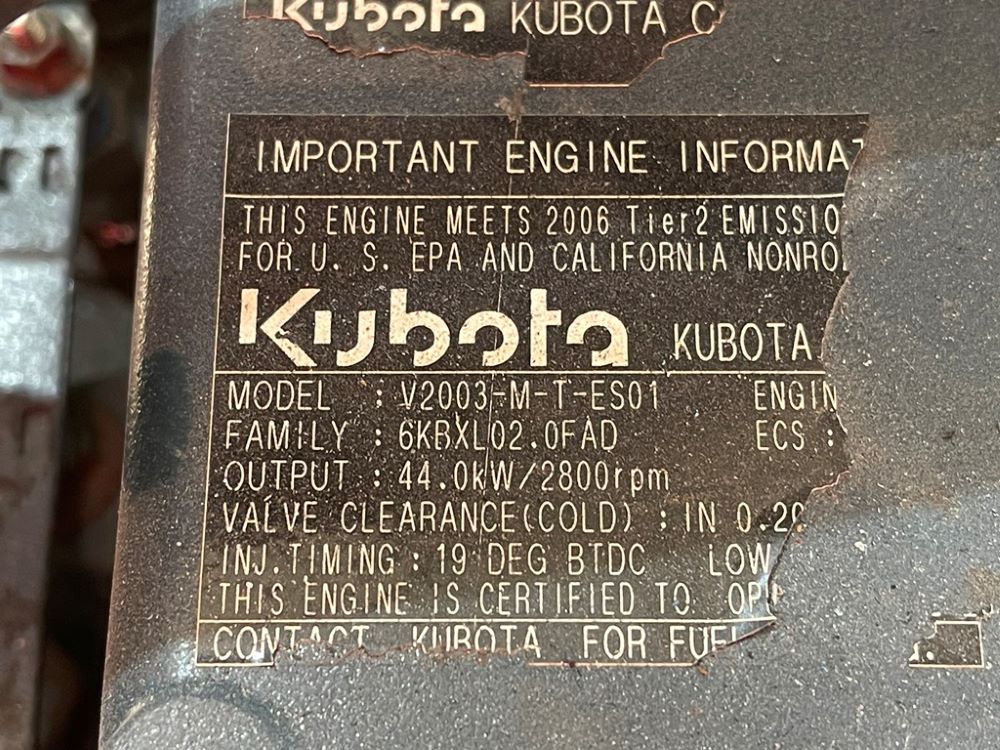 Kubota KUBOTA C
IMPORTANT ENGINE INFORMAT
THIS ENGINE MEETS 2006 Tier2 EMISSIO
FOR U. S. EPA AND CALIFORNIA NONRO
Kubota KUBOTA
MODEL : V2003-M-T-ES01 ENGIN
FAMILY : 6KBXL02.0FAD ECS :
OUTPUT : 44.0kW/2800rpm
VALVE CLEARANCE(COLD) : IN 0.20
INJ.TIMING : 19 DEG BTDC LOW
THIS ENGINE IS CERTIFIED TO OP
CONTACT KUBOTA FOR FUEL